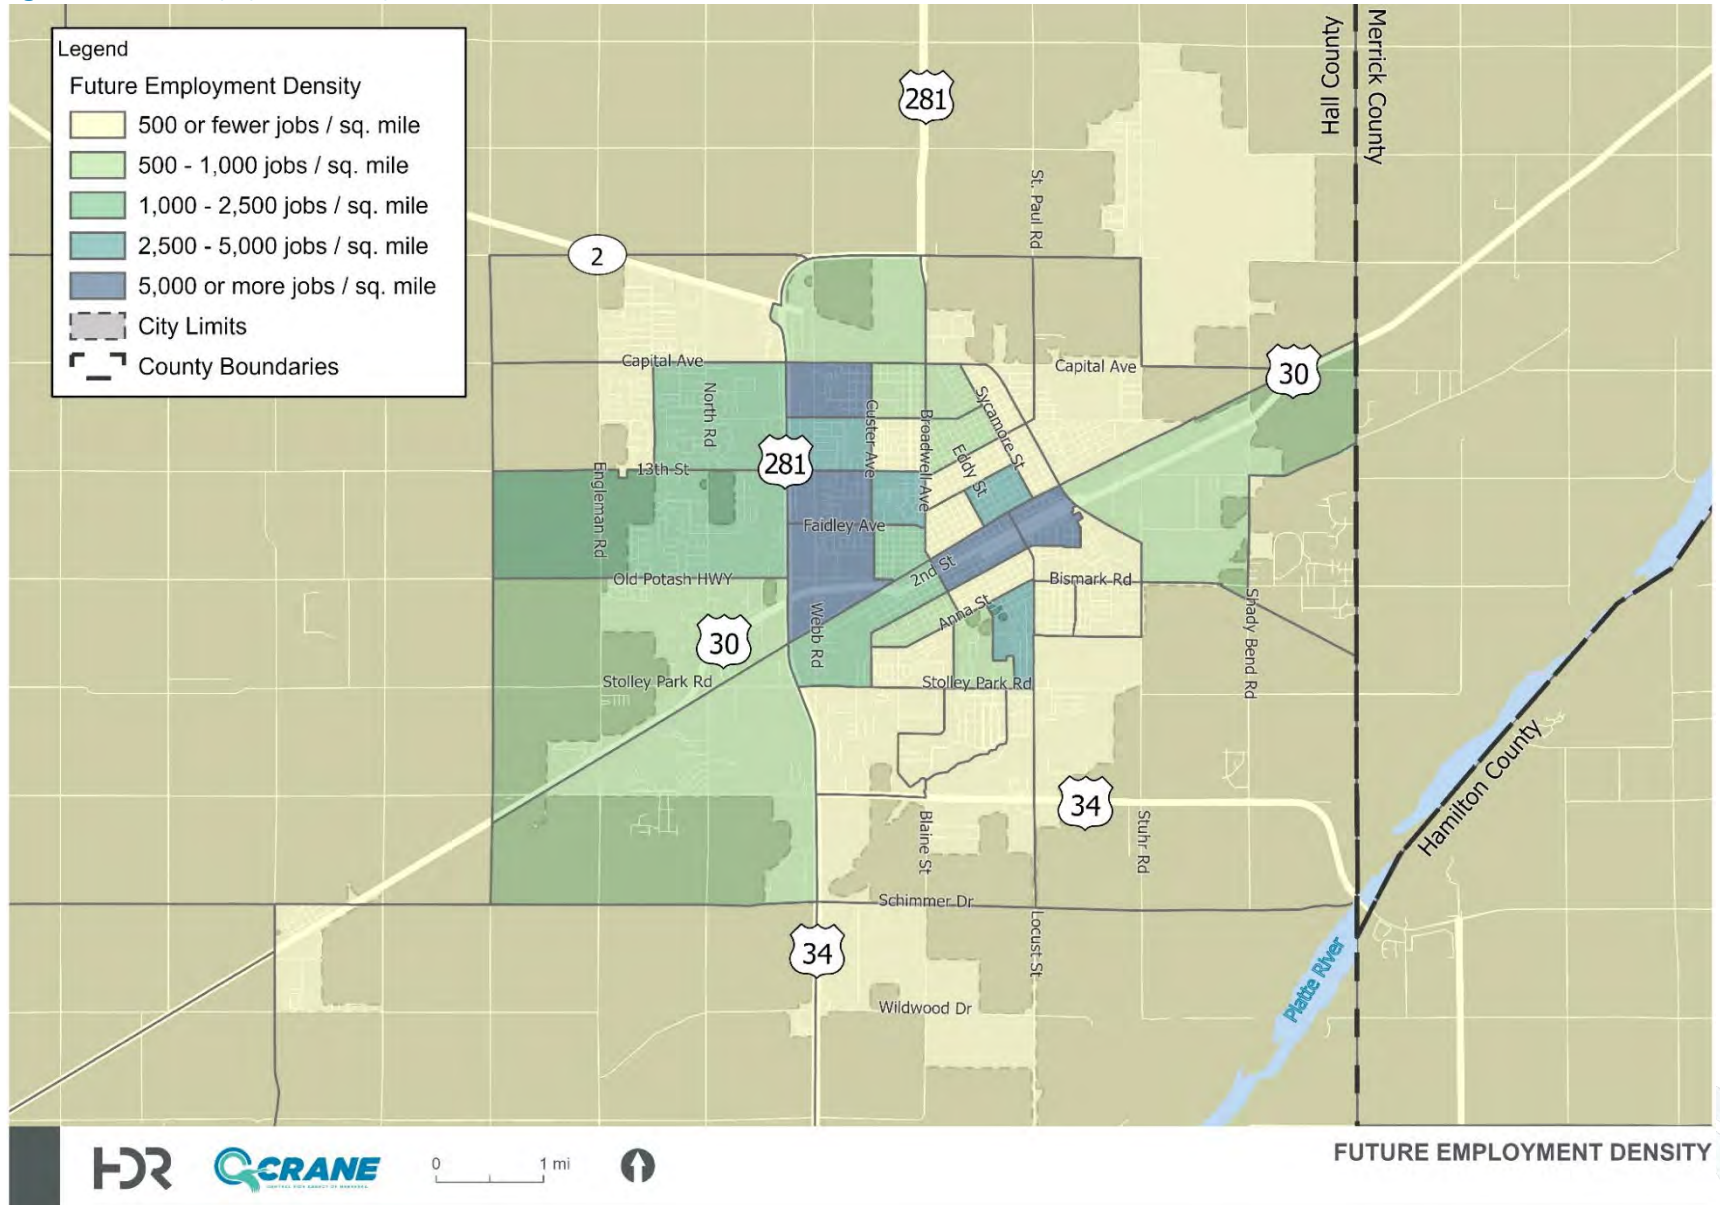 Legend
Future Employment Density
500 or fewer jobs / sq. mile
500 - 1,000 jobs / sq. mile
1,000 - 2,500 jobs / sq. mile
2,500 - 5,000 jobs / sq. mile
5,000 or more jobs / sq. mile
City Limits
County Boundaries
Hall County
Merrick County
281
St. Paul Rd
2
Capital Ave
Capital Ave
30
North Rd
Custer Ave
Broadwell Ave
Sycamore St
Eddy St
281
13th St
Engleman Rd
Faidley Ave
2nd St
Old Potash HWY
Bismark Rd
Anna St
Webb Rd
Shady Bend Rd
30
Stolley Park Rd
Stolley Park Rd
34
Blaine St
Stuhr Rd
Hamilton County
Schimmer Dr
Locust St
34
Platte River
Wildwood Dr
HDR
CRANE
0
1 mi
FUTURE EMPLOYMENT DENSITY